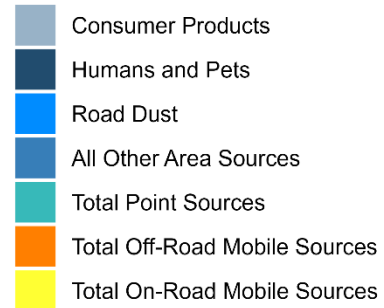 Consumer Products
Humans and Pets
Road Dust
All Other Area Sources
Total Point Sources
Total Off-Road Mobile Sources
Total On-Road Mobile Sources